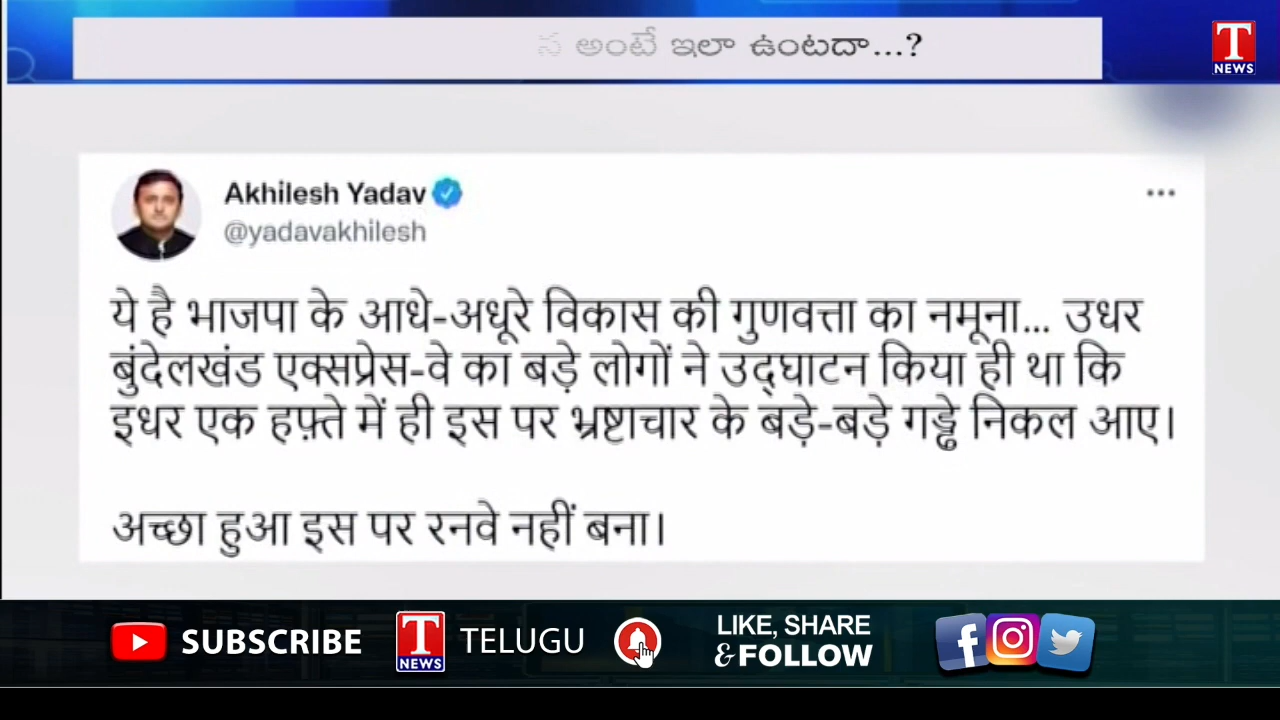 అంటే ఇలా ఉంటదా...?
T
NEWS
Akhilesh Yadav
@yadavakhilesh
ये है भाजपा के आधे-अधूरे विकास की गुणवत्ता का नमूना... उधर
बुंदेलखंड एक्सप्रेस-वे का बड़े लोगों ने उद्घाटन किया ही था कि
इधर एक हफ़्ते में ही इस पर भ्रष्टाचार के बड़े-बड़े गड्ढे निकल आए।
अच्छा हुआ इस पर रनवे नहीं बना।
SUBSCRIBE
T
NEWS
TELUGU
LIKE, SHARE
& FOLLOW